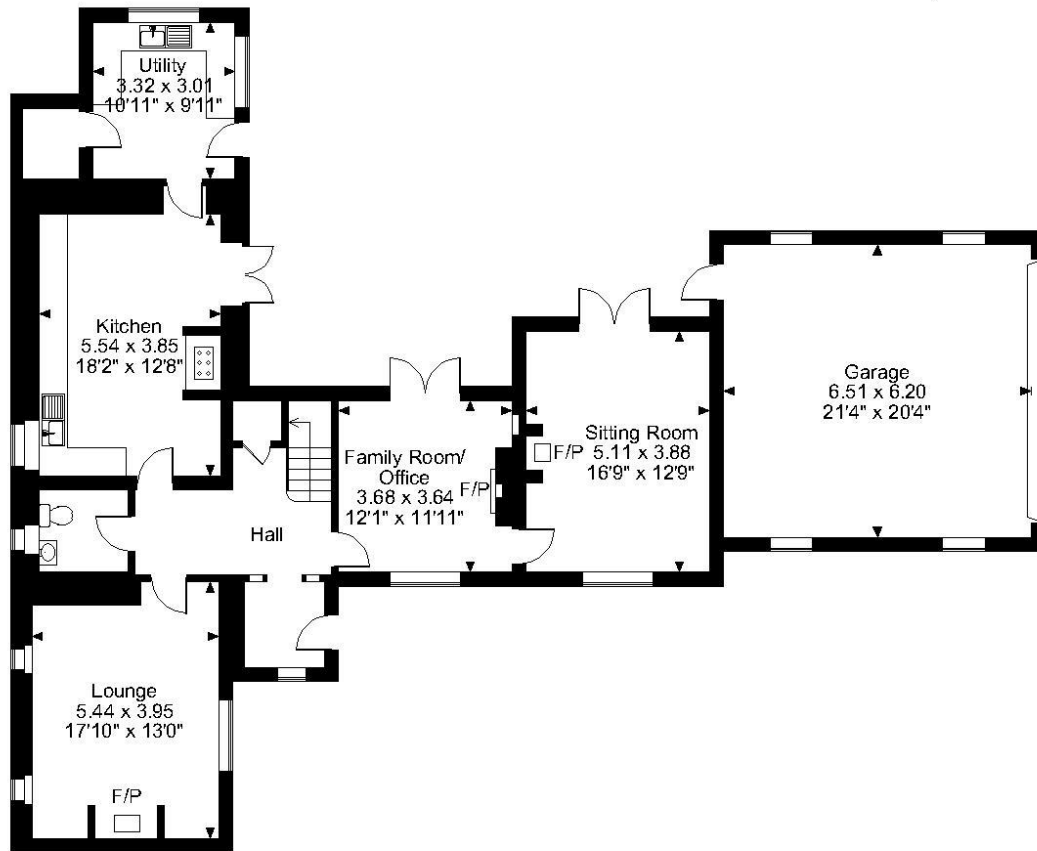 Utility
3.32 x 3.01
10'11" x 9'11"
Kitchen
5.54 x 3.85
18'2" x 12'8"
Garage
6.51 x 6.20
21'4" x 20'4"
Sitting Room
5.11 x 3.88
16'9" x 12'9"
F/P
Family Room/
Office
3.68 x 3.64
12'1" x 11'11"
F/P
Hall
Lounge
5.44 x 3.95
17'10" x 13'0"
F/P